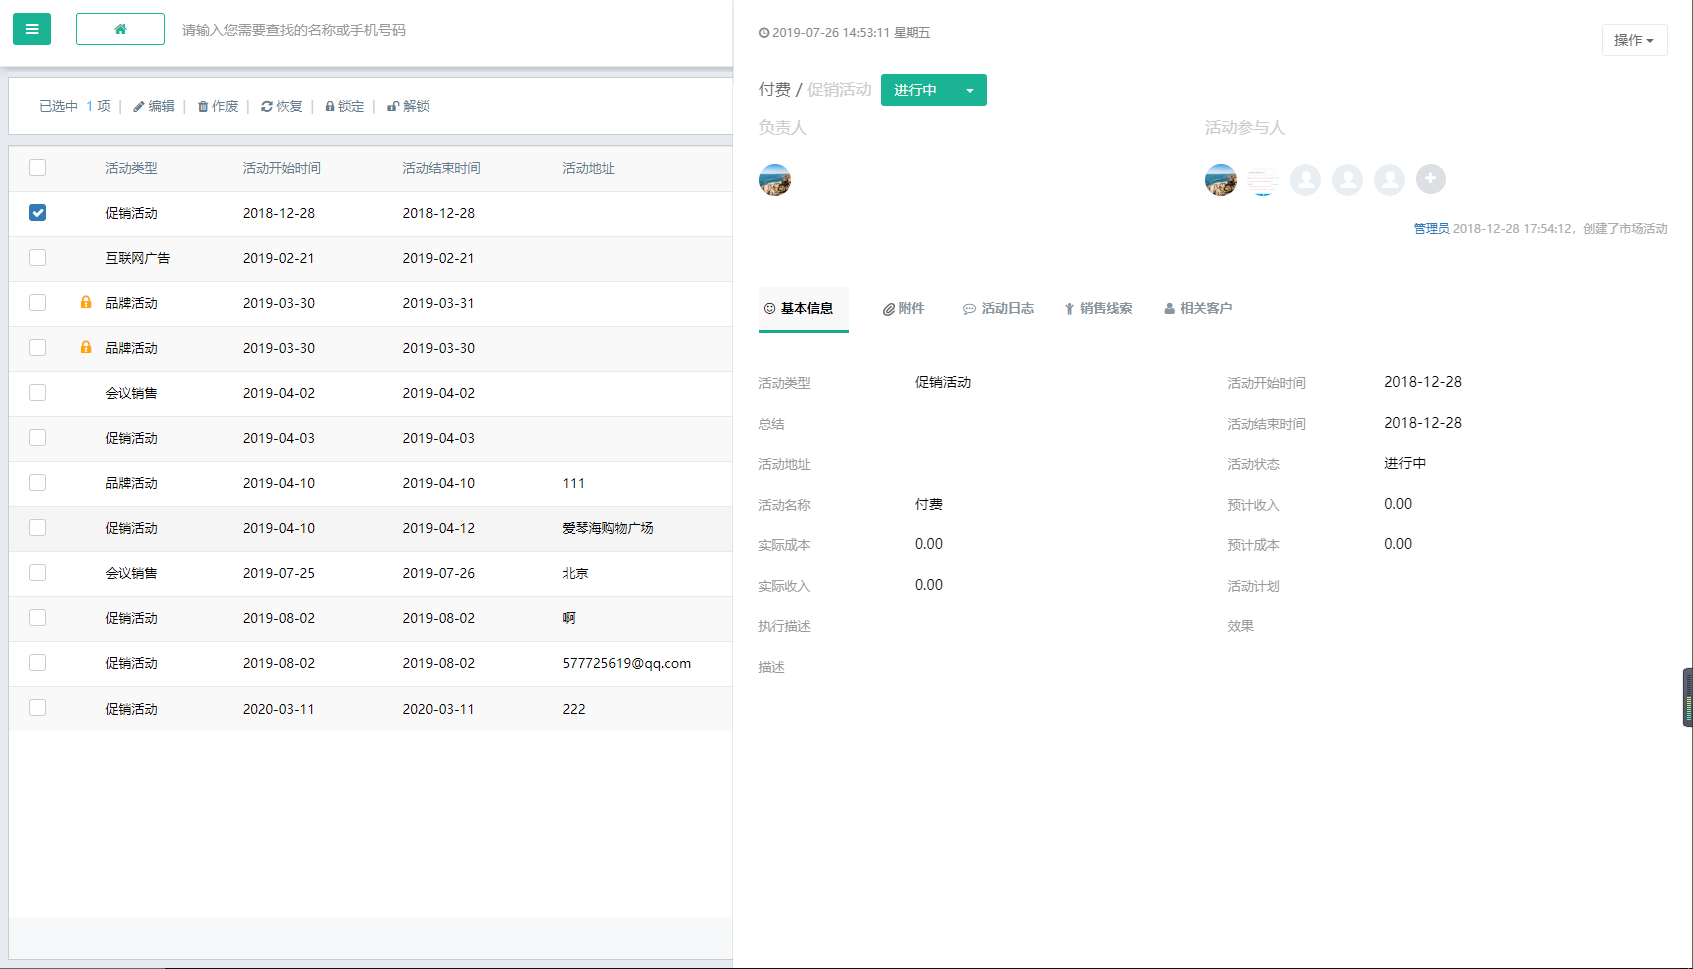 请输入您需要查找的名称或手机号码
已选中 1 项 | 编辑 | 作废 | 恢复 | 锁定 | 解锁
活动类型 活动开始时间 活动结束时间 活动地址
促销活动 2018-12-28 2018-12-28
互联网广告 2019-02-21 2019-02-21
品牌活动 2019-03-30 2019-03-31
品牌活动 2019-03-30 2019-03-30
会议销售 2019-04-02 2019-04-02
促销活动 2019-04-03 2019-04-03
品牌活动 2019-04-10 2019-04-10 111
促销活动 2019-04-10 2019-04-12 爱琴海购物广场
会议销售 2019-07-25 2019-07-26 北京
促销活动 2019-08-02 2019-08-02 啊
促销活动 2019-08-02 2019-08-02 577725619@qq.com
促销活动 2020-03-11 2020-03-11 222
2019-07-26 14:53:11 星期五
操作
付费 / 促销活动 进行中
负责人 活动参与人
管理员 2018-12-28 17:54:12，创建了市场活动
基本信息 附件 活动日志 销售线索 相关客户
活动类型 促销活动 活动开始时间 2018-12-28
总结 活动结束时间 2018-12-28
活动地址 活动状态 进行中
活动名称 付费 预计收入 0.00
实际成本 0.00 预计成本 0.00
实际收入 0.00 活动计划
执行描述 效果
描述